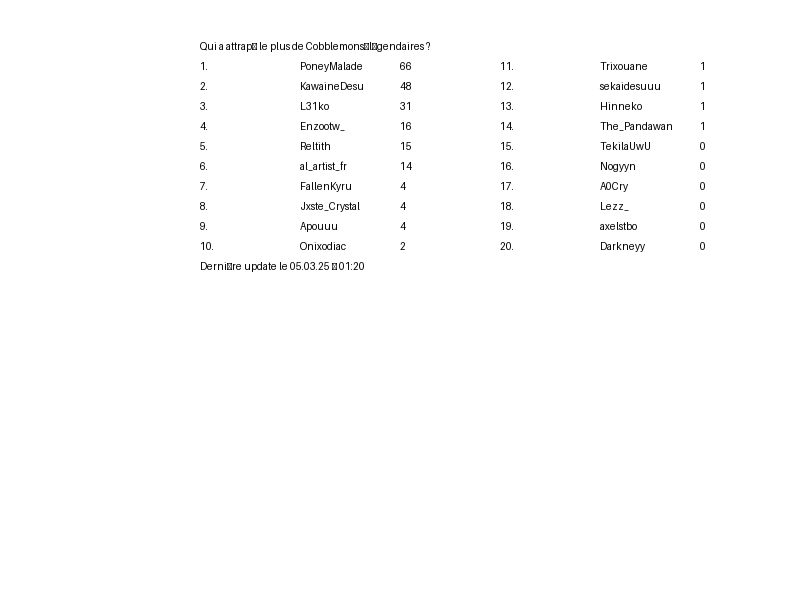 Qui a attrap▯ le plus de Cobblemons▯l▯gendaires ?
1. PoneyMalade 66 11. Trixouane 1
2. KawaineDesu 48 12. sekaidesuuu 1
3. L31ko 31 13. Hinneko 1
4. Enzootw_ 16 14. The_Pandawan 1
5. Reltith 15 15. TekilaUwU 0
6. al_artist_fr 14 16. Nogyyn 0
7. FallenKyru 4 17. A0Cry 0
8. Jxste_Crystal 4 18. Lezz_ 0
9. Apouuu 4 19. axelstbo 0
10. Onixodiac 2 20. Darkneyy 0
Derni▯re update le 05.03.25 ▯ 01:20